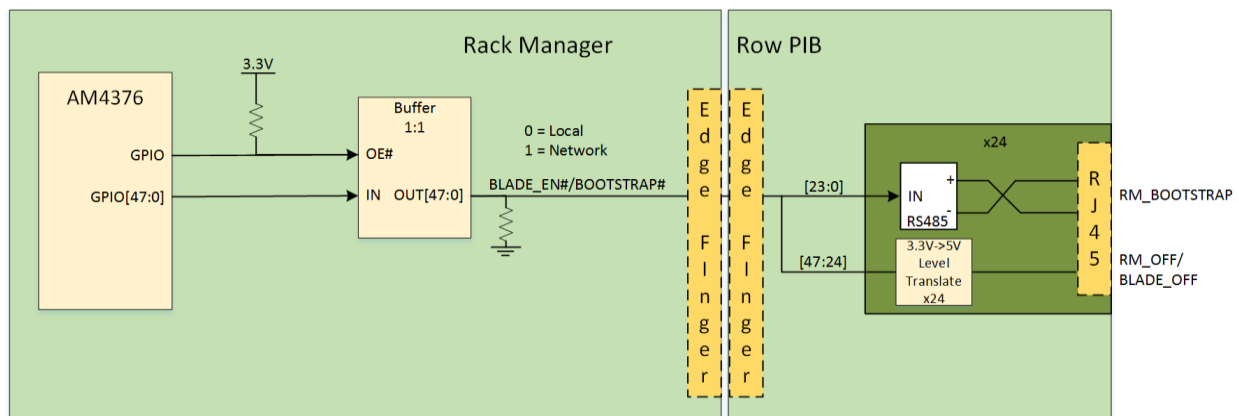 Rack Manager
Row PIB
AM4376
3.3V
Buffer
1:1
0 = Local
1 = Network
x24
GPIO
OE#
GPIO[47:0]
IN
OUT[47:0]
BLADE_EN#/BOOTSTRAP#
Edge FInger
Edge FInger
[23:0]
IN
+
-
RS485
RJ45
RM_BOOTSTRAP
[47:24]
3.3V->5V
Level
Translate
x24
RM_OFF/
BLADE_OFF